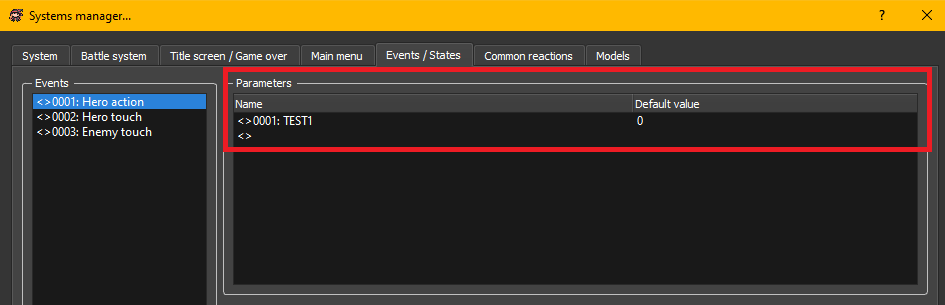 Systems manager... ?
System Battle system Title screen / Game over Main menu Events / States Common reactions Models
Events
<>0001: Hero action
<>0002: Hero touch
<>0003: Enemy touch
Parameters
Name Default value
<>0001: TEST1 0
<>